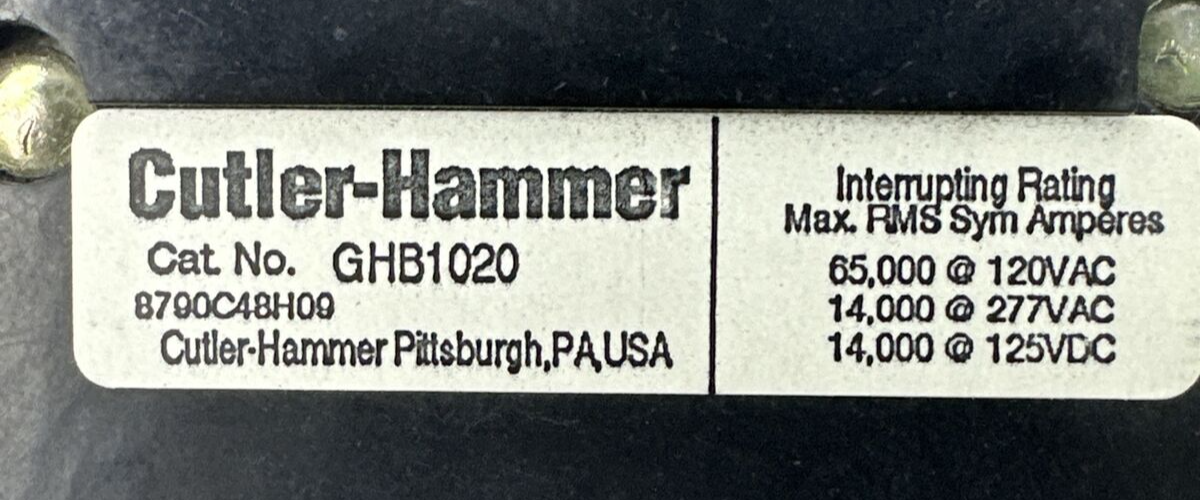 Cutler-Hammer
Cat. No. GHB1020
8790C48H09
Cutler-Hammer Pittsburgh,PA,USA
Interrupting Rating
Max. RMS Sym Amperes
65,000 @ 120VAC
14,000 @ 277VAC
14,000 @ 125VDC